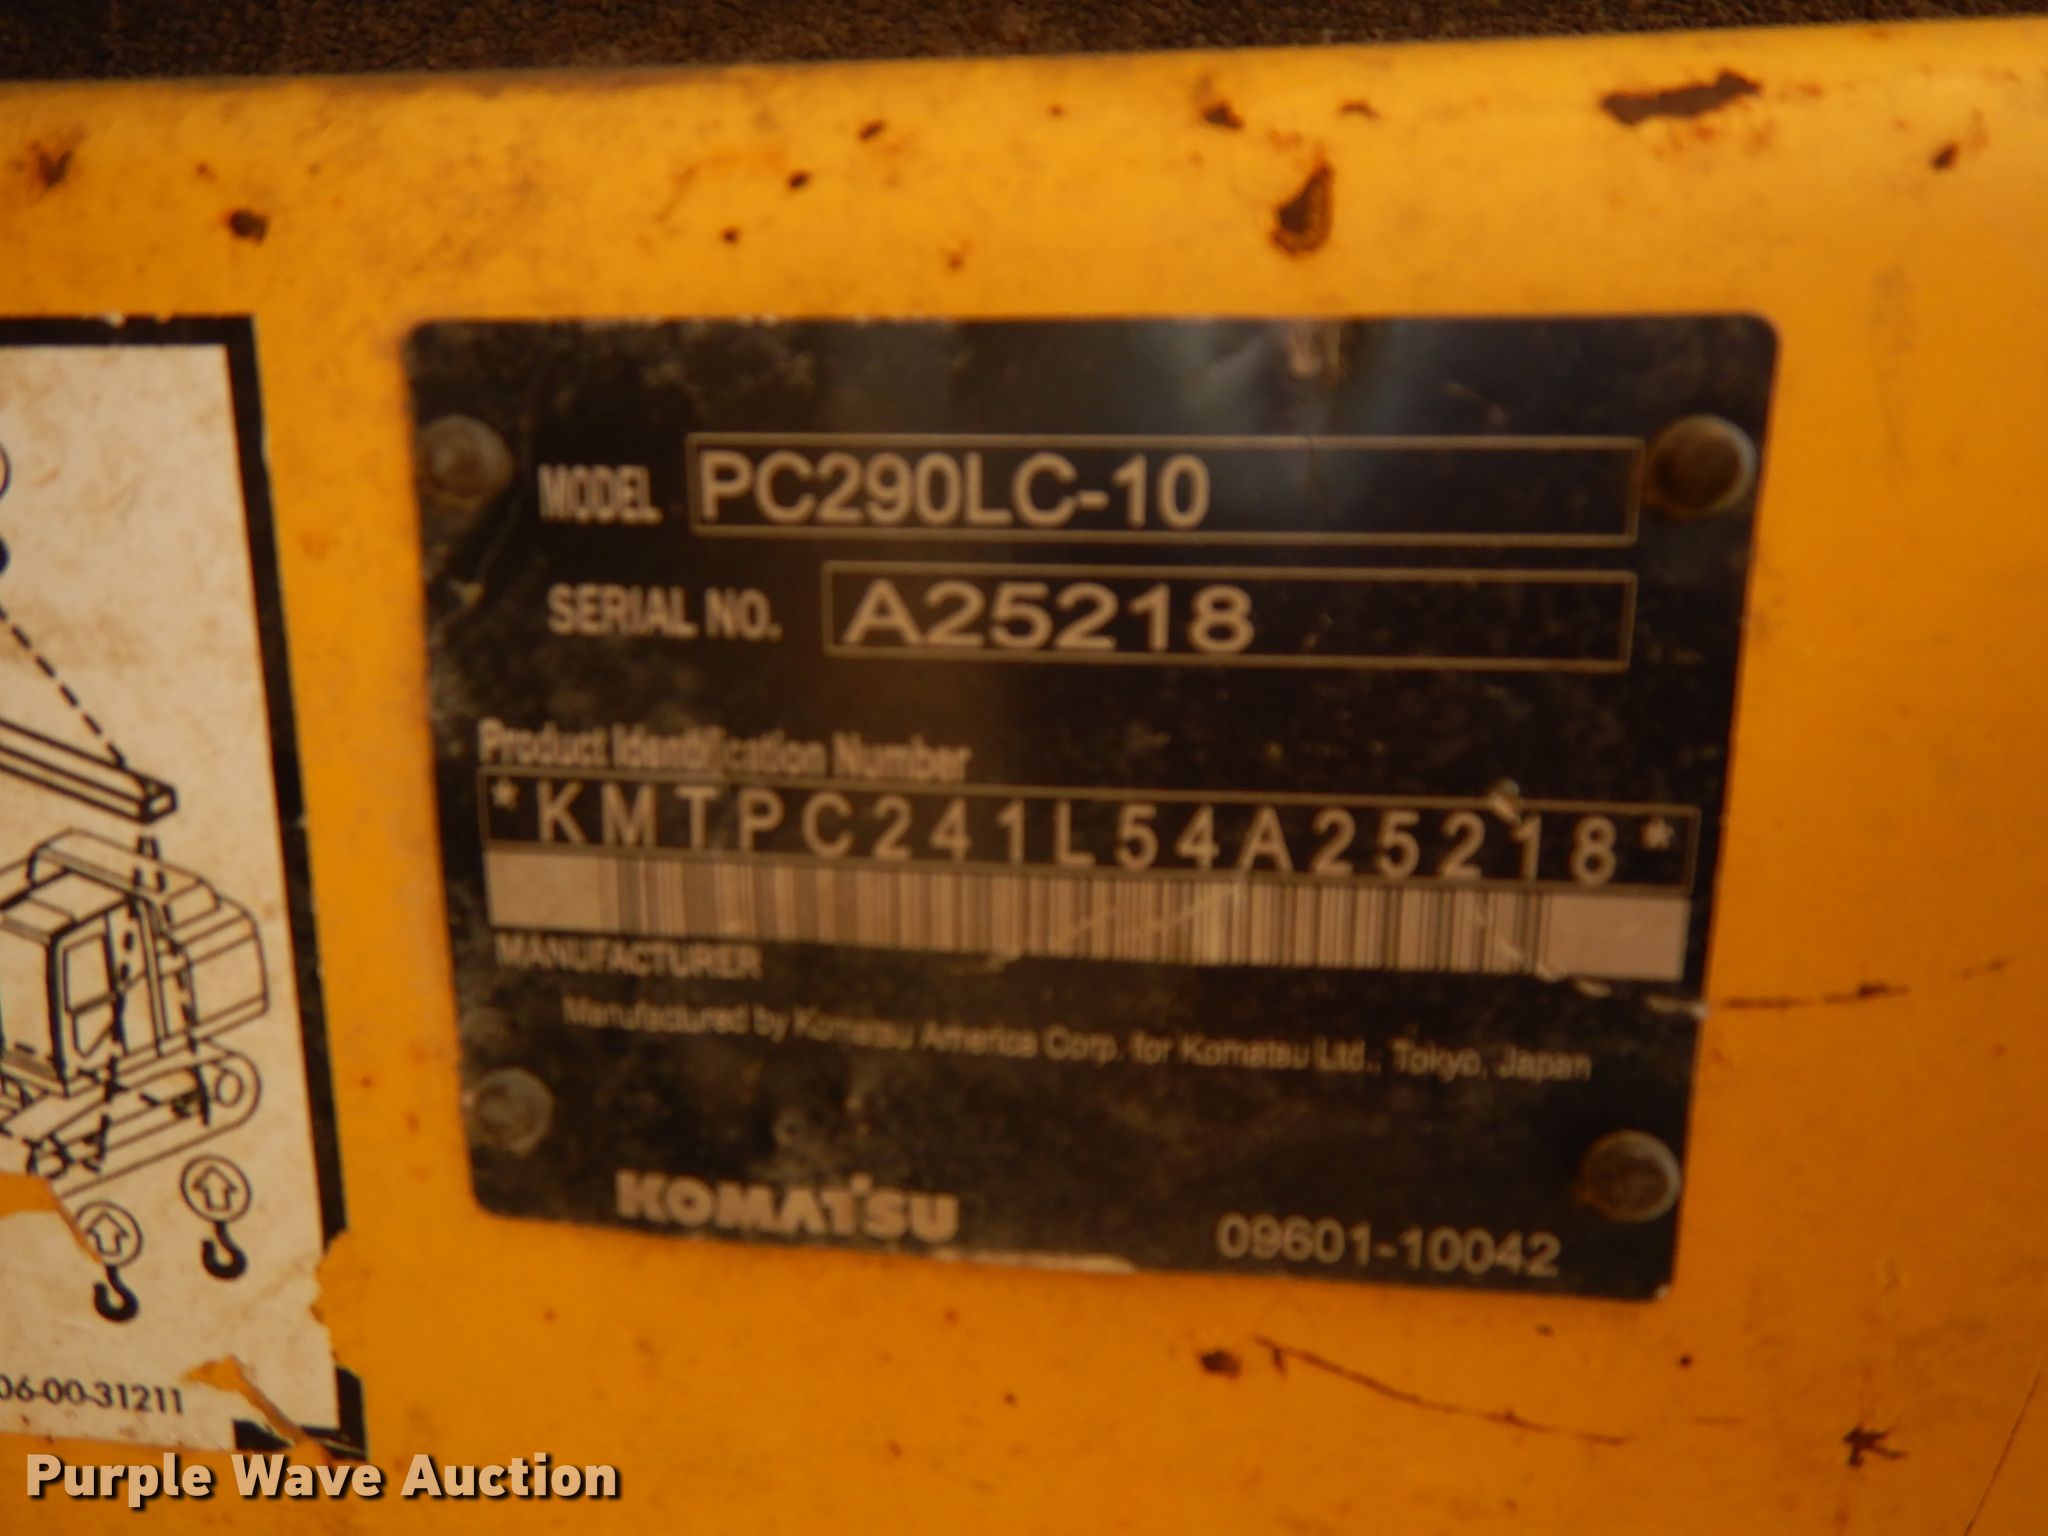 MODEL PC290LC-10
SERIAL NO. A25218
Product Identification Number
*KMTPC241L54A25218*
MANUFACTURER
Manufactured by Komatsu America Corp. for Komatsu Ltd., Tokyo, Japan
KOMATSU
09601-10042
06-00-31211
Purple Wave Auction